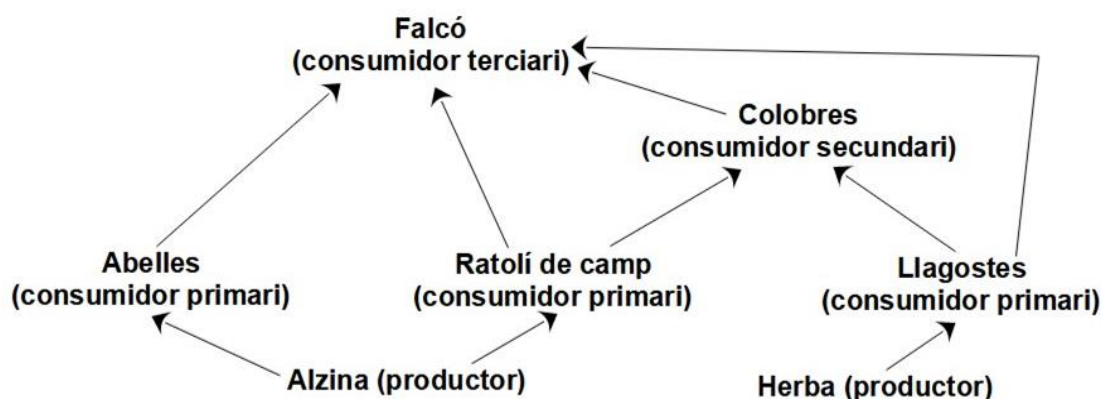 Falcó
(consumidor terciari)
Colobres
(consumidor secundari)
Abelles
(consumidor primari)
Ratolí de camp
(consumidor primari)
Llagostes
(consumidor primari)
Alzina (productor)
Herba (productor)